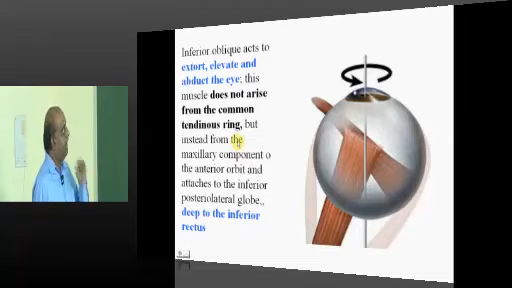 Inferior oblique acts to
extort, elevate and
abduct the eye; this
muscle does not arise
from the common
tendinous ring, but
instead from the
maxillary component o
the anterior orbit and
attaches to the inferior
posteriolateral globe,,
deep to the inferior
rectus